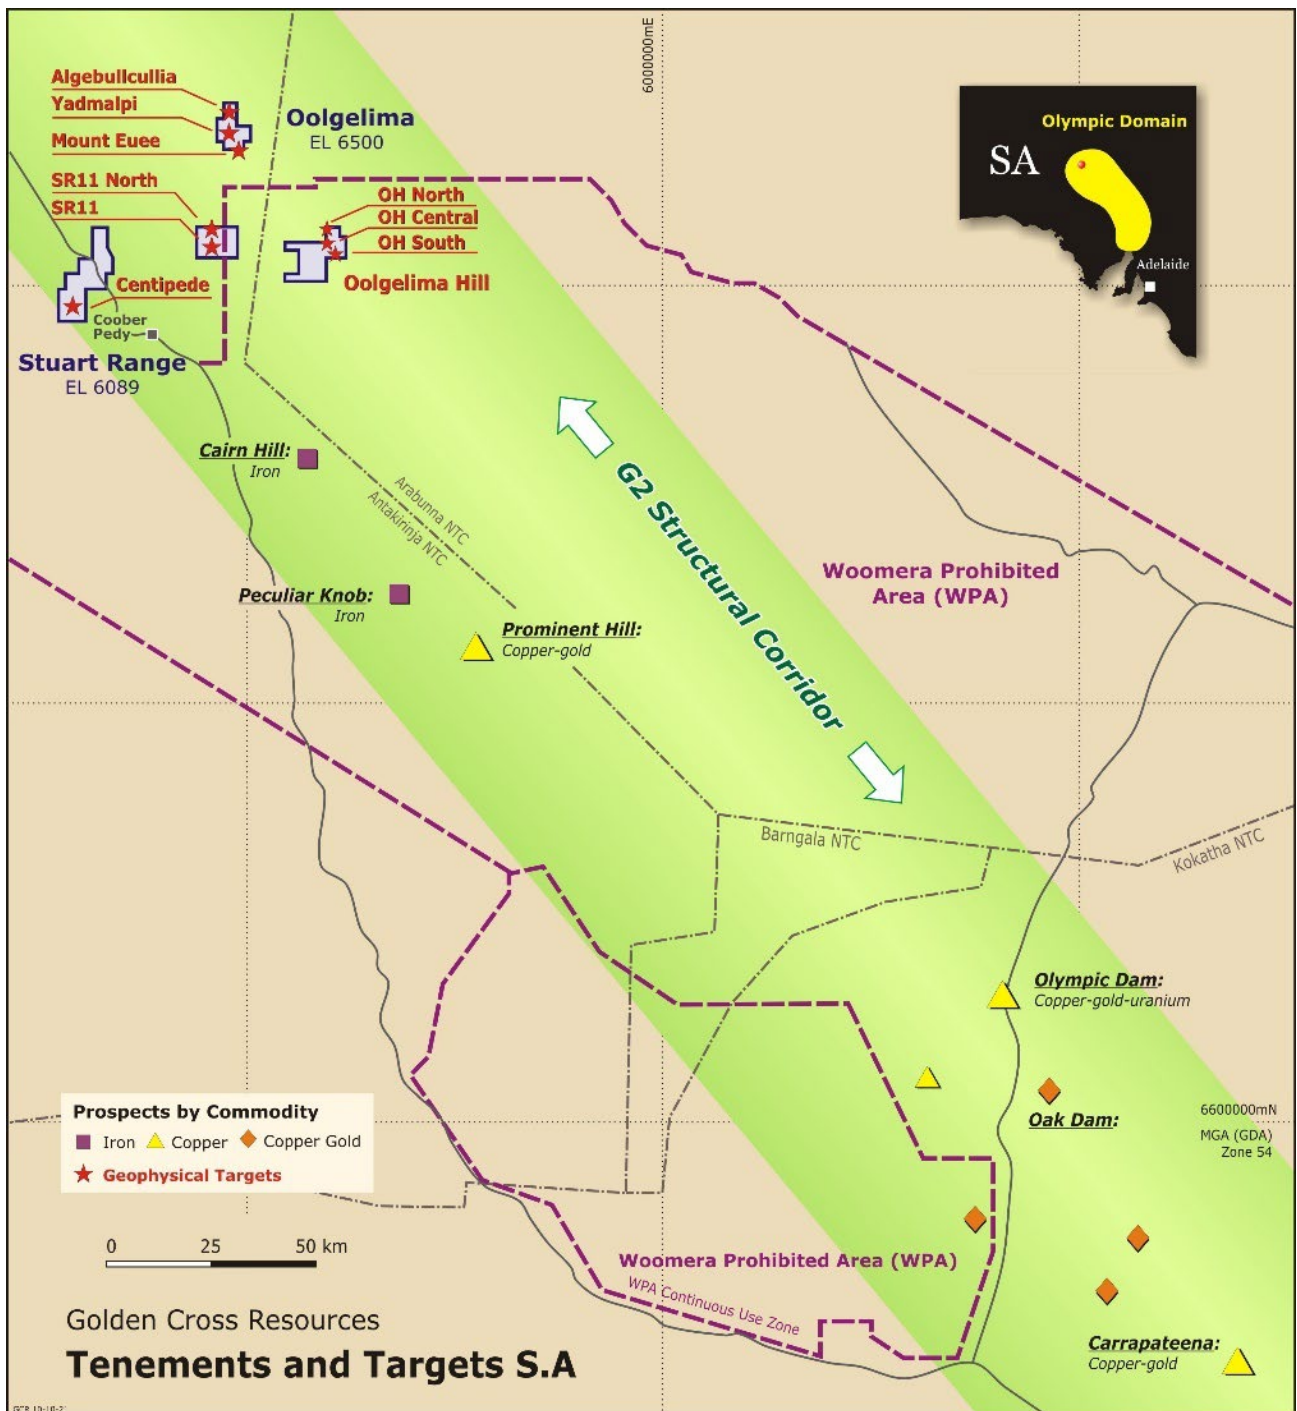 6000000mE
Algebullcullia
Yadmalpi
Mount Euee
SR11 North
SR11
Oolgelima
EL 6500
OH North
OH Central
OH South
Oolgelima Hill
Centipede
Coober
Pedy
Stuart Range
EL 6089
Olympic Domain
SA
Adelaide
Cairn Hill:
Iron
Arabunna NTC
Antakirinja NTC
G2 Structural Corridor
Woomera Prohibited
Area (WPA)
Peculiar Knob:
Iron
Prominent Hill:
Copper-gold
Barngala NTC
Kokatha NTC
Olympic Dam:
Copper-gold-uranium
Oak Dam:
6600000mN
MGA (GDA)
Zone 54
Prospects by Commodity
Iron Copper Copper Gold
Geophysical Targets
0 25 50 km
Woomera Prohibited Area (WPA)
WPA Continuous Use Zone
Carrapateena:
Copper-gold
Golden Cross Resources
Tenements and Targets S.A